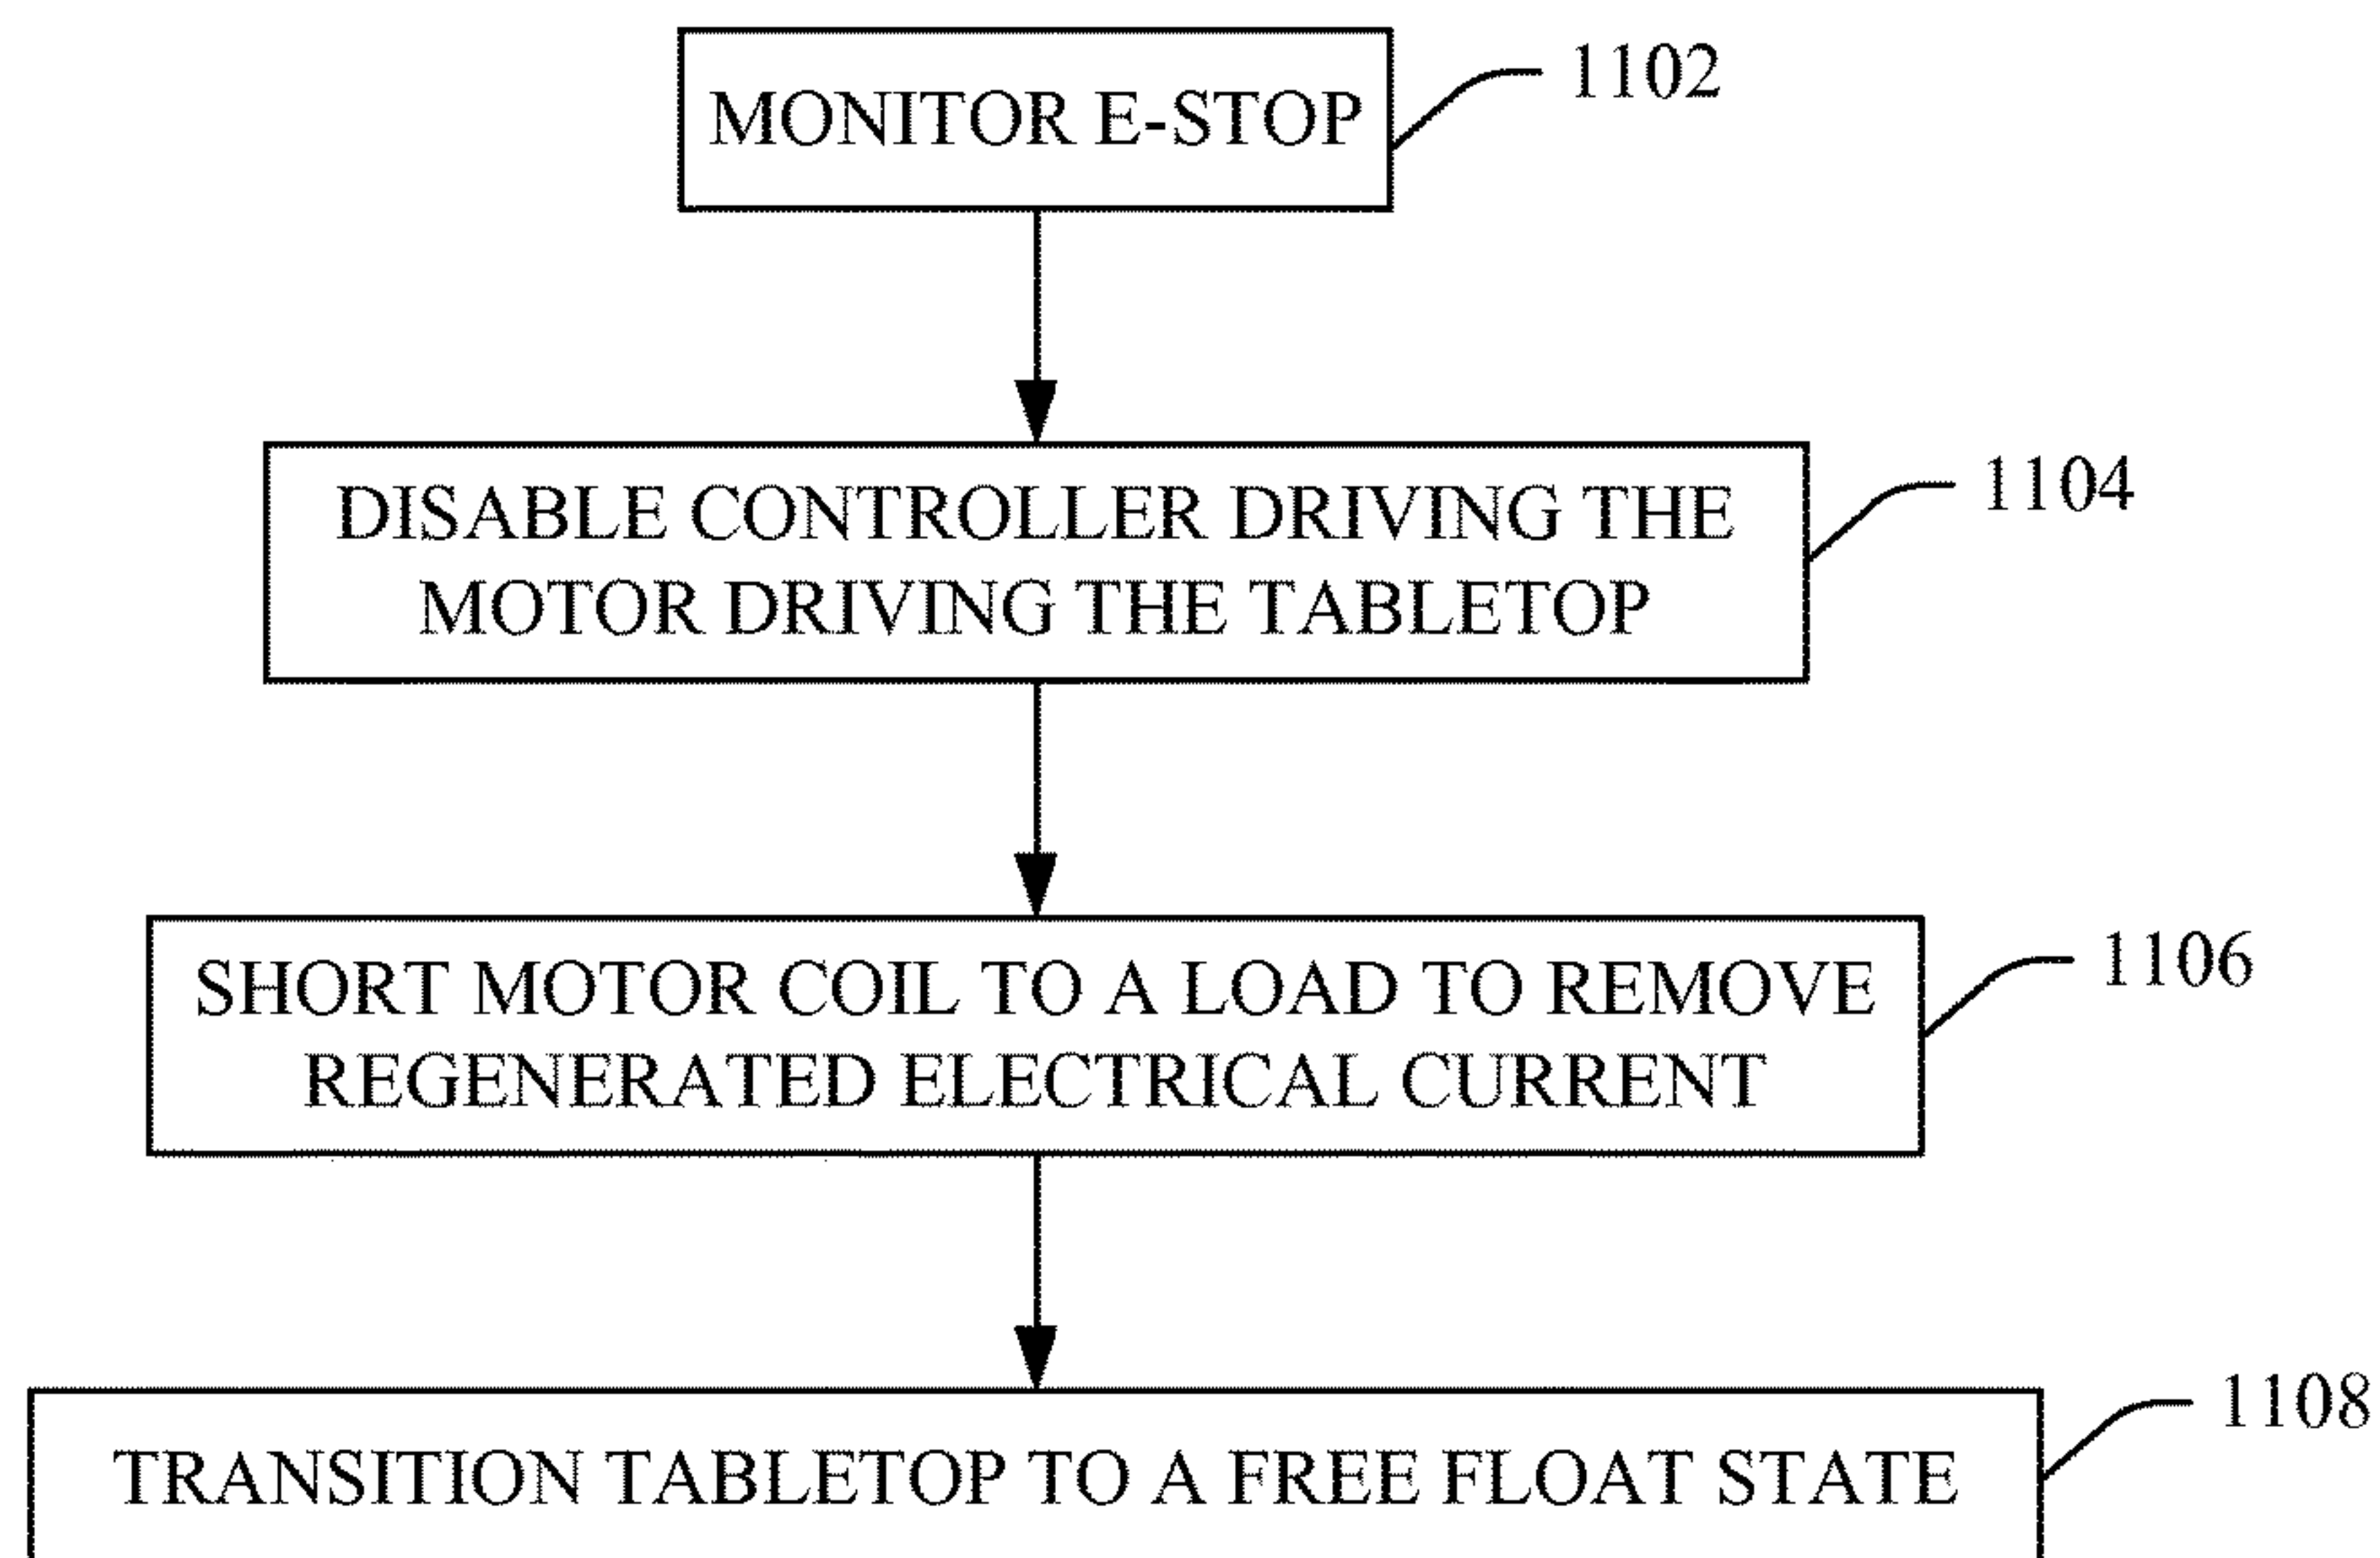 MONITOR E-STOP
1102
DISABLE CONTROLLER DRIVING THE
MOTOR DRIVING THE TABLETOP
1104
SHORT MOTOR COIL TO A LOAD TO REMOVE
REGENERATED ELECTRICAL CURRENT
1106
TRANSITION TABLETOP TO A FREE FLOAT STATE
1108